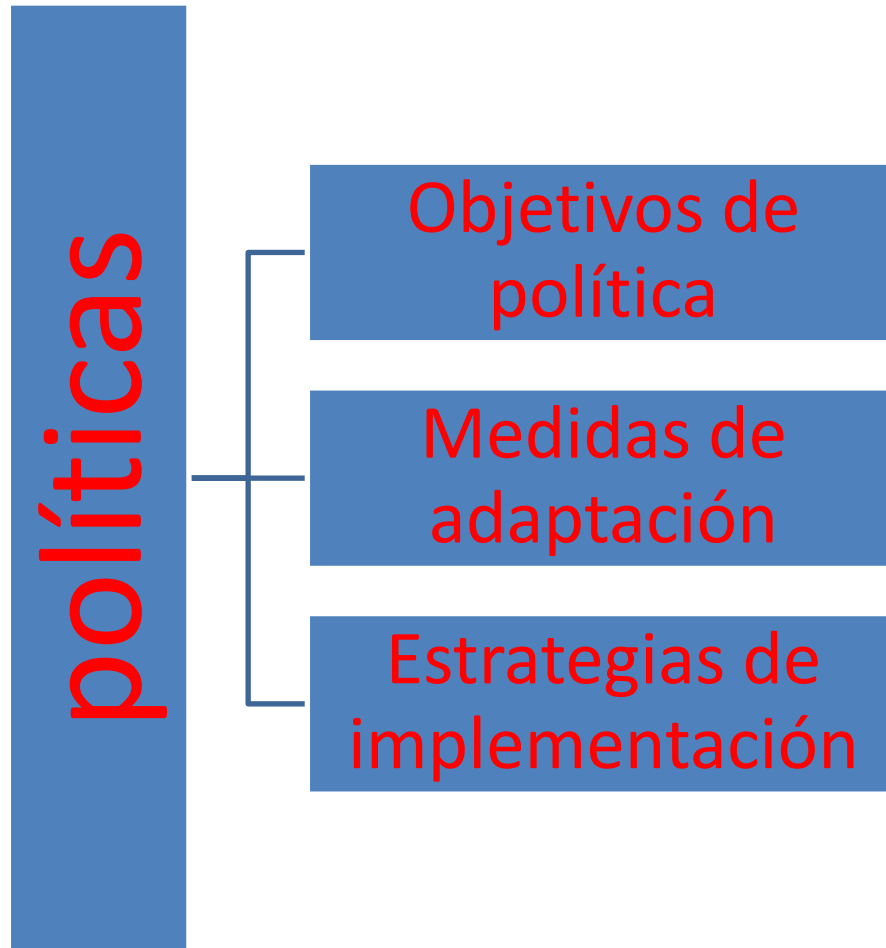 políticas
Objetivos de
política
Medidas de
adaptación
Estrategias de
implementación